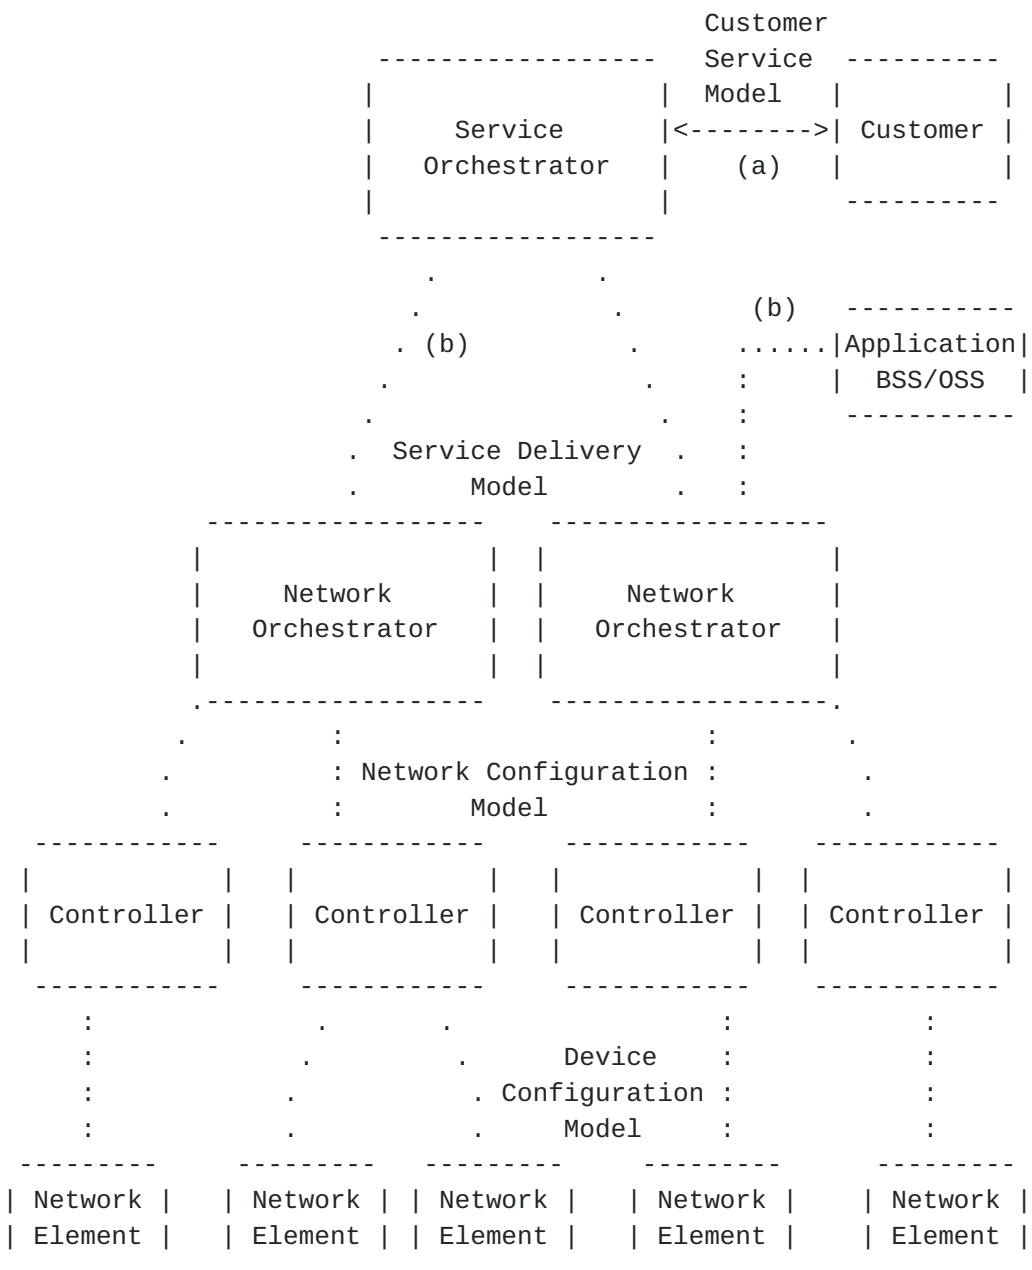 Customer
Service
Model
Service <--------> Customer
Orchestrator (a)
(b)
(b) Application
BSS/OSS
Service Delivery
Model
Network Network
Orchestrator Orchestrator
Network Configuration
Model
Controller Controller Controller Controller
Device
Configuration
Model
Network Network Network Network Network
Element Element Element Element Element